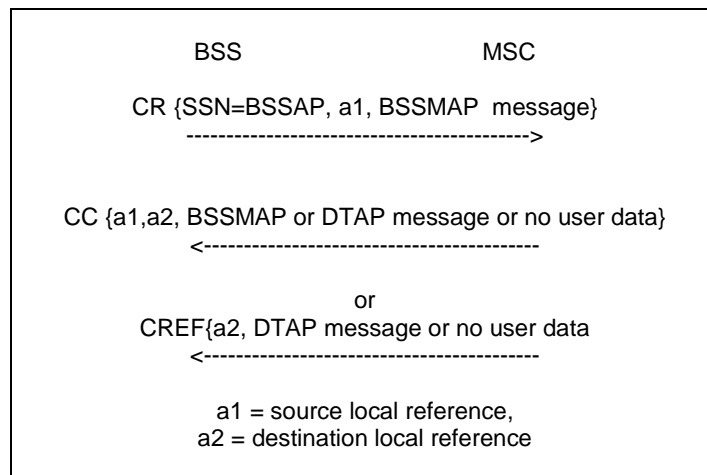 BSS MSC
CR {SSN=BSSAP, a1, BSSMAP message}
------------------------------------------->
CC {a1,a2, BSSMAP or DTAP message or no user data}
<------------------------------------------
or
CREF{a2, DTAP message or no user data
<------------------------------------------
a1 = source local reference,
a2 = destination local reference